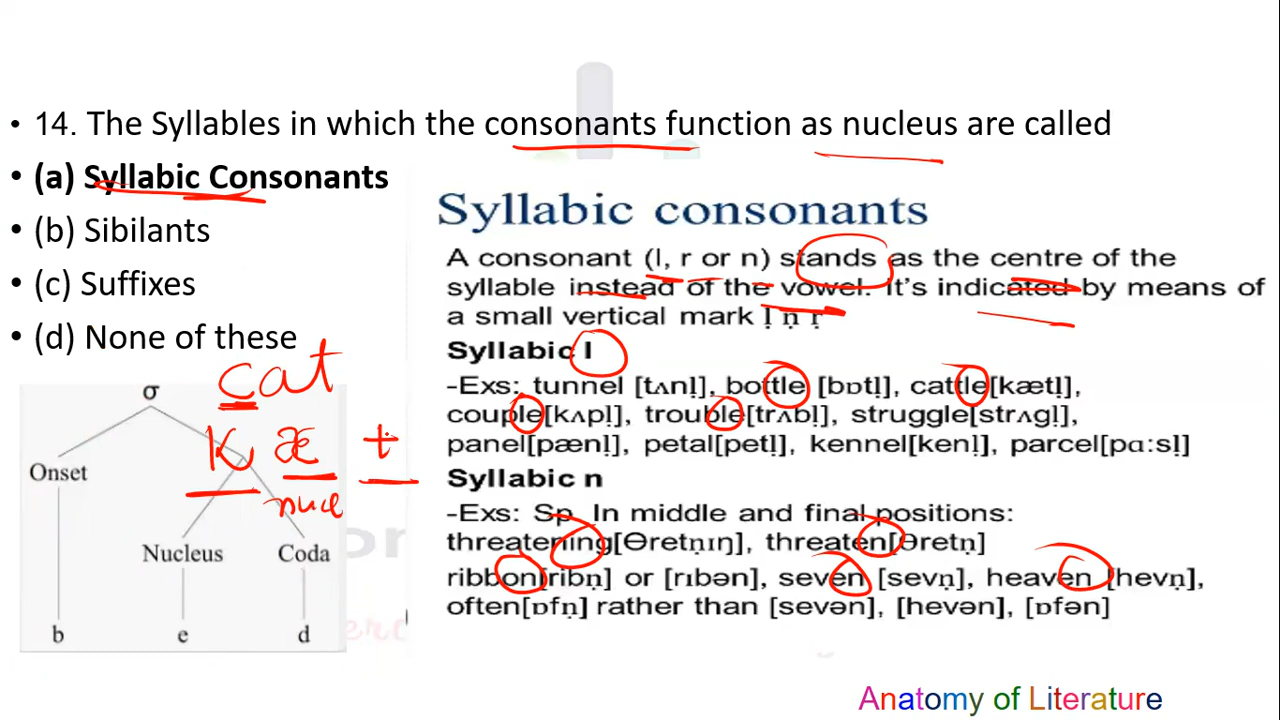 • 14. The Syllables in which the consonants function as nucleus are called
• (a) Syllabic Consonants
• (b) Sibilants
• (c) Suffixes
• (d) None of these
Syllabic consonants
A consonant (l, r or n) stands as the centre of the
syllable instead of the vowel. It's indicated by means of
a small vertical mark l̩ n̩ r̩
Syllabic l
-Exs: tunnel [tʌnl̩], bottle [bɒtl̩], cattle[kætl̩],
couple[kʌpl̩], trouble[trʌbl̩], struggle[strʌgl̩],
panel[pænl̩], petal[petl̩], kennel[kenl̩], parcel[pɑ:sl̩]
Syllabic n
-Exs: Sp. In middle and final positions:
threatening[Ѳretn̩ɪŋ], threaten[Ѳretn̩]
ribbon[ribn̩] or [rɪbən], seven [sevn̩], heaven [hevn̩],
often[ɒfn̩] rather than [sevən], [hevən], [ɒfən]
cat
k æ t
nucl
σ
Onset
Nucleus Coda
b e d
Anatomy of Literature